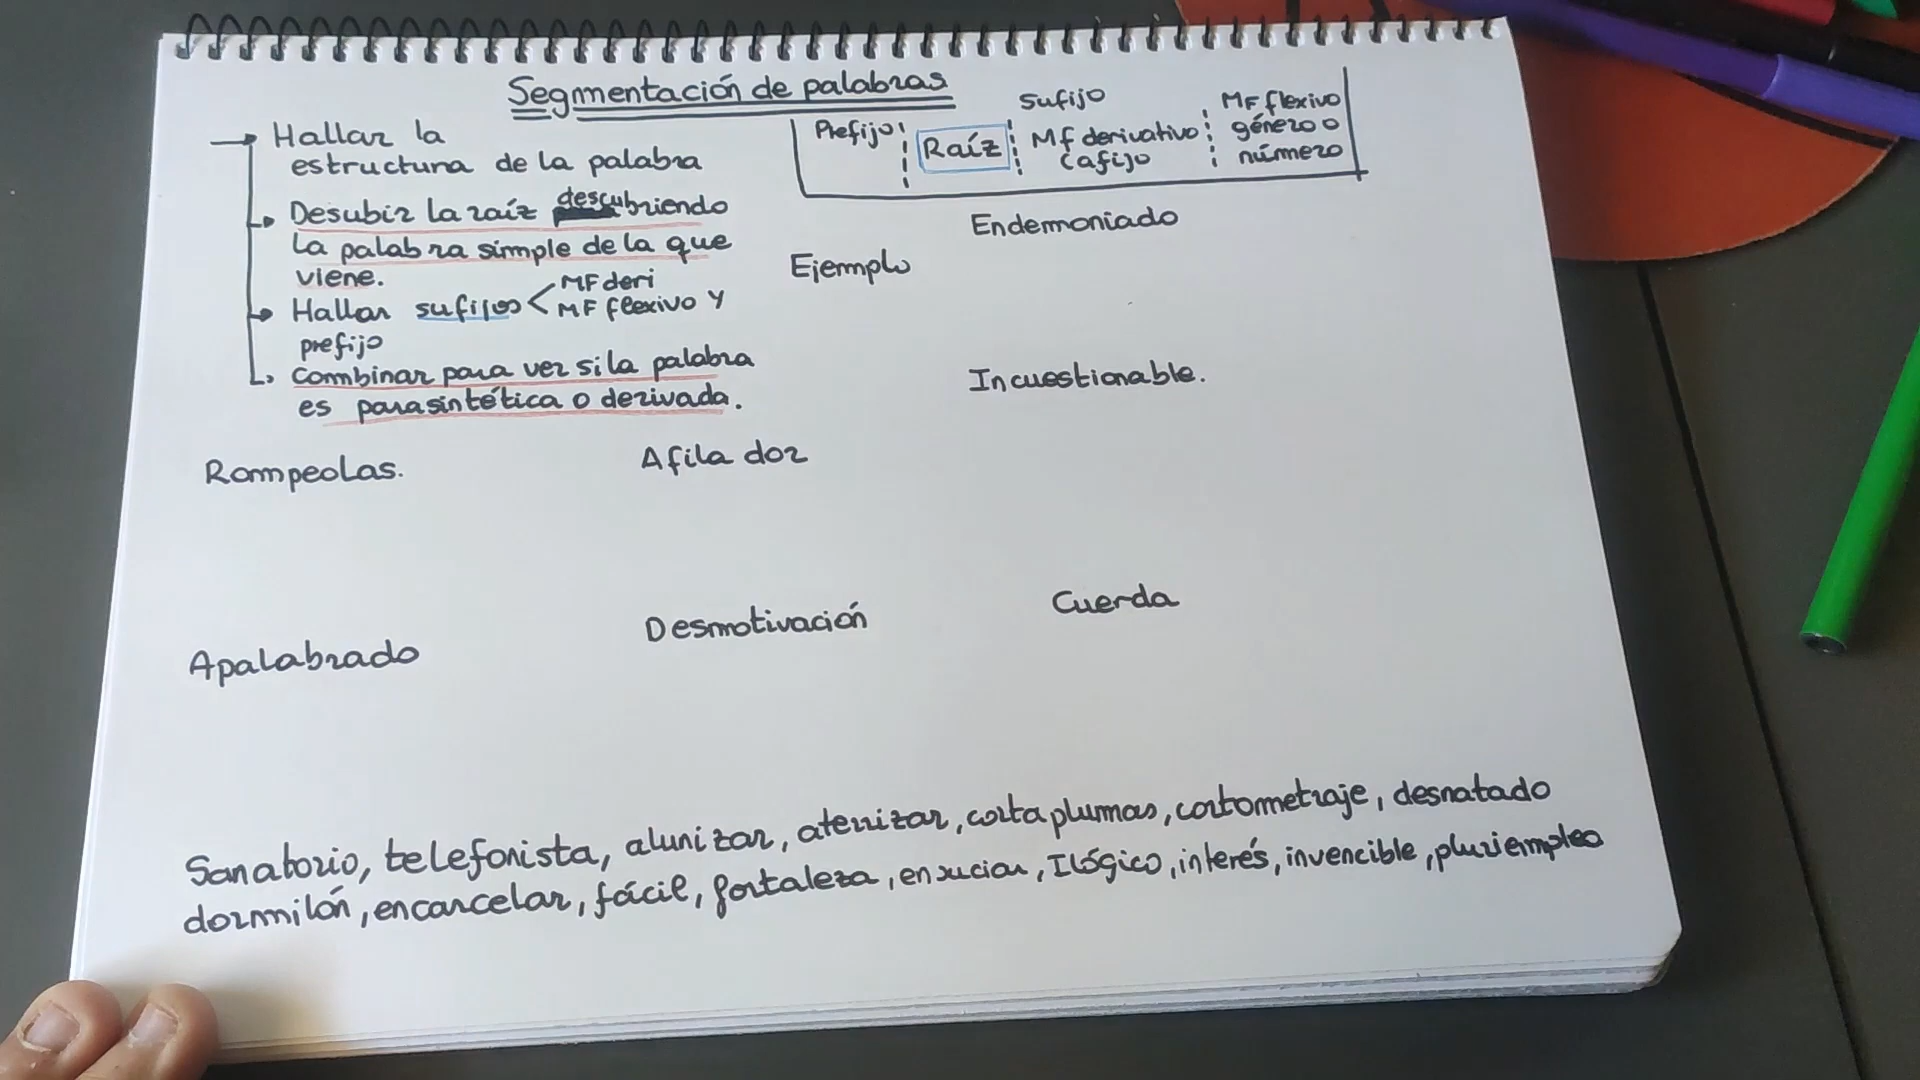 Segmentación de palabras
Hallar la
estructura de la palabra
Desubir la raíz descubriendo
la palabra simple de la que
viene.
Hallar sufijos < MF deri
MF flexivo y
prefijo
Combinar para ver si la palabra
es parasintética o derivada.
Prefijo
Raíz
Sufijo
Mf derivativo
(afijo
MF flexivo
género o
número
Ejemplo
Endemoniado
Incuestionable.
Rompeolas.
Afilador
Apalabrado
Desmotivación
Cuerda
Sanatorio, telefonista, alunizar, aterrizar, cortaplumas, cortometraje, desnatado
dormilón, encarcelar, fácil, fortaleza, ensuciar, Ilógico, interés, invencible, pluriempleo